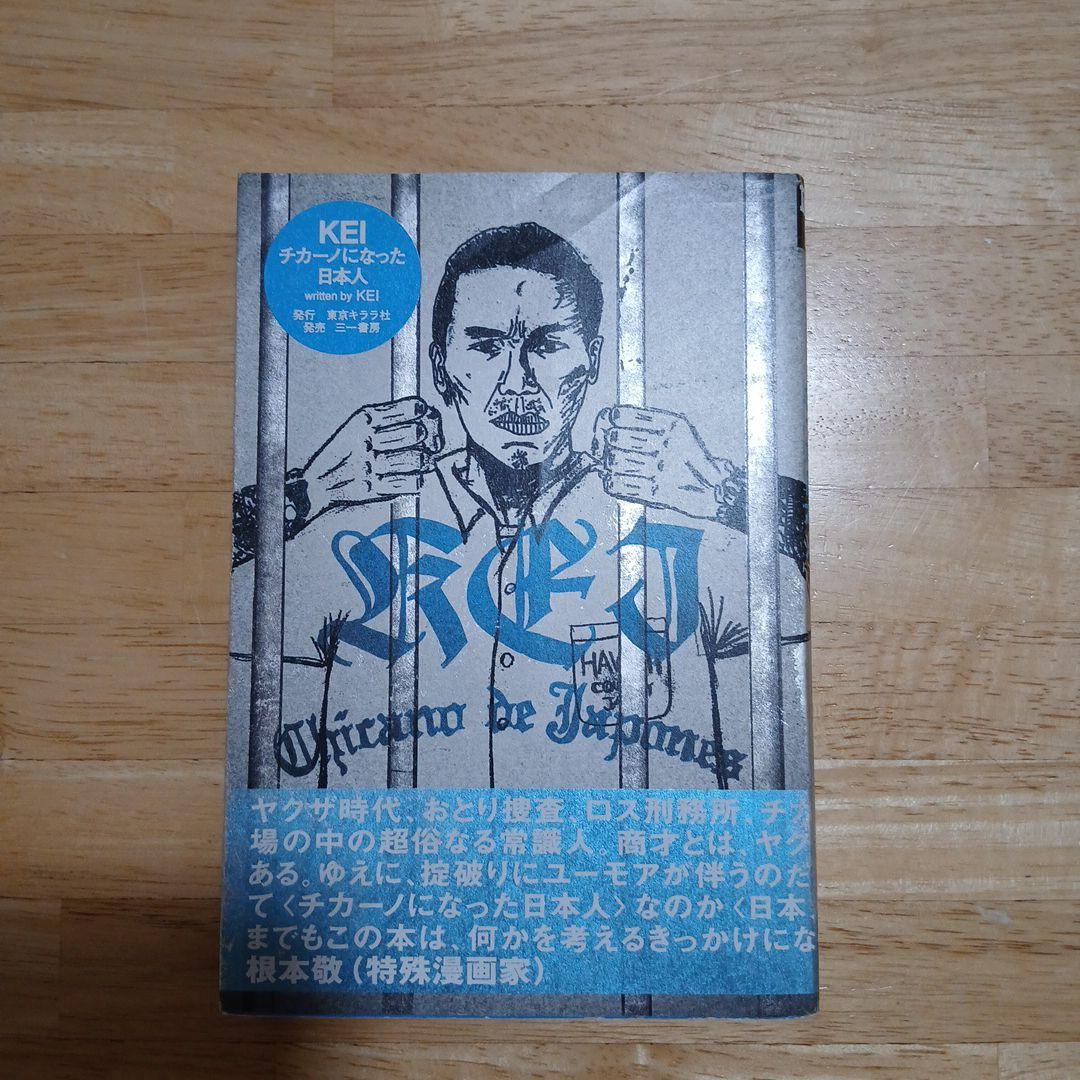 KEI
チカーノになった
日本人
written by KEI
発行 東京キララ社
発売 三一書房
KEI
Chicano de Japones
ヤクザ時代、おとり捜査、ロス刑務所、チカ
場の中の超俗なる常識人。商才とは、ヤク
ある。ゆえに、掟破りにユーモアが伴うのだ
て〈チカーノになった日本人〉なのか〈日本
までもこの本は、何かを考えるきっかけにな
根本敬(特殊漫画家)